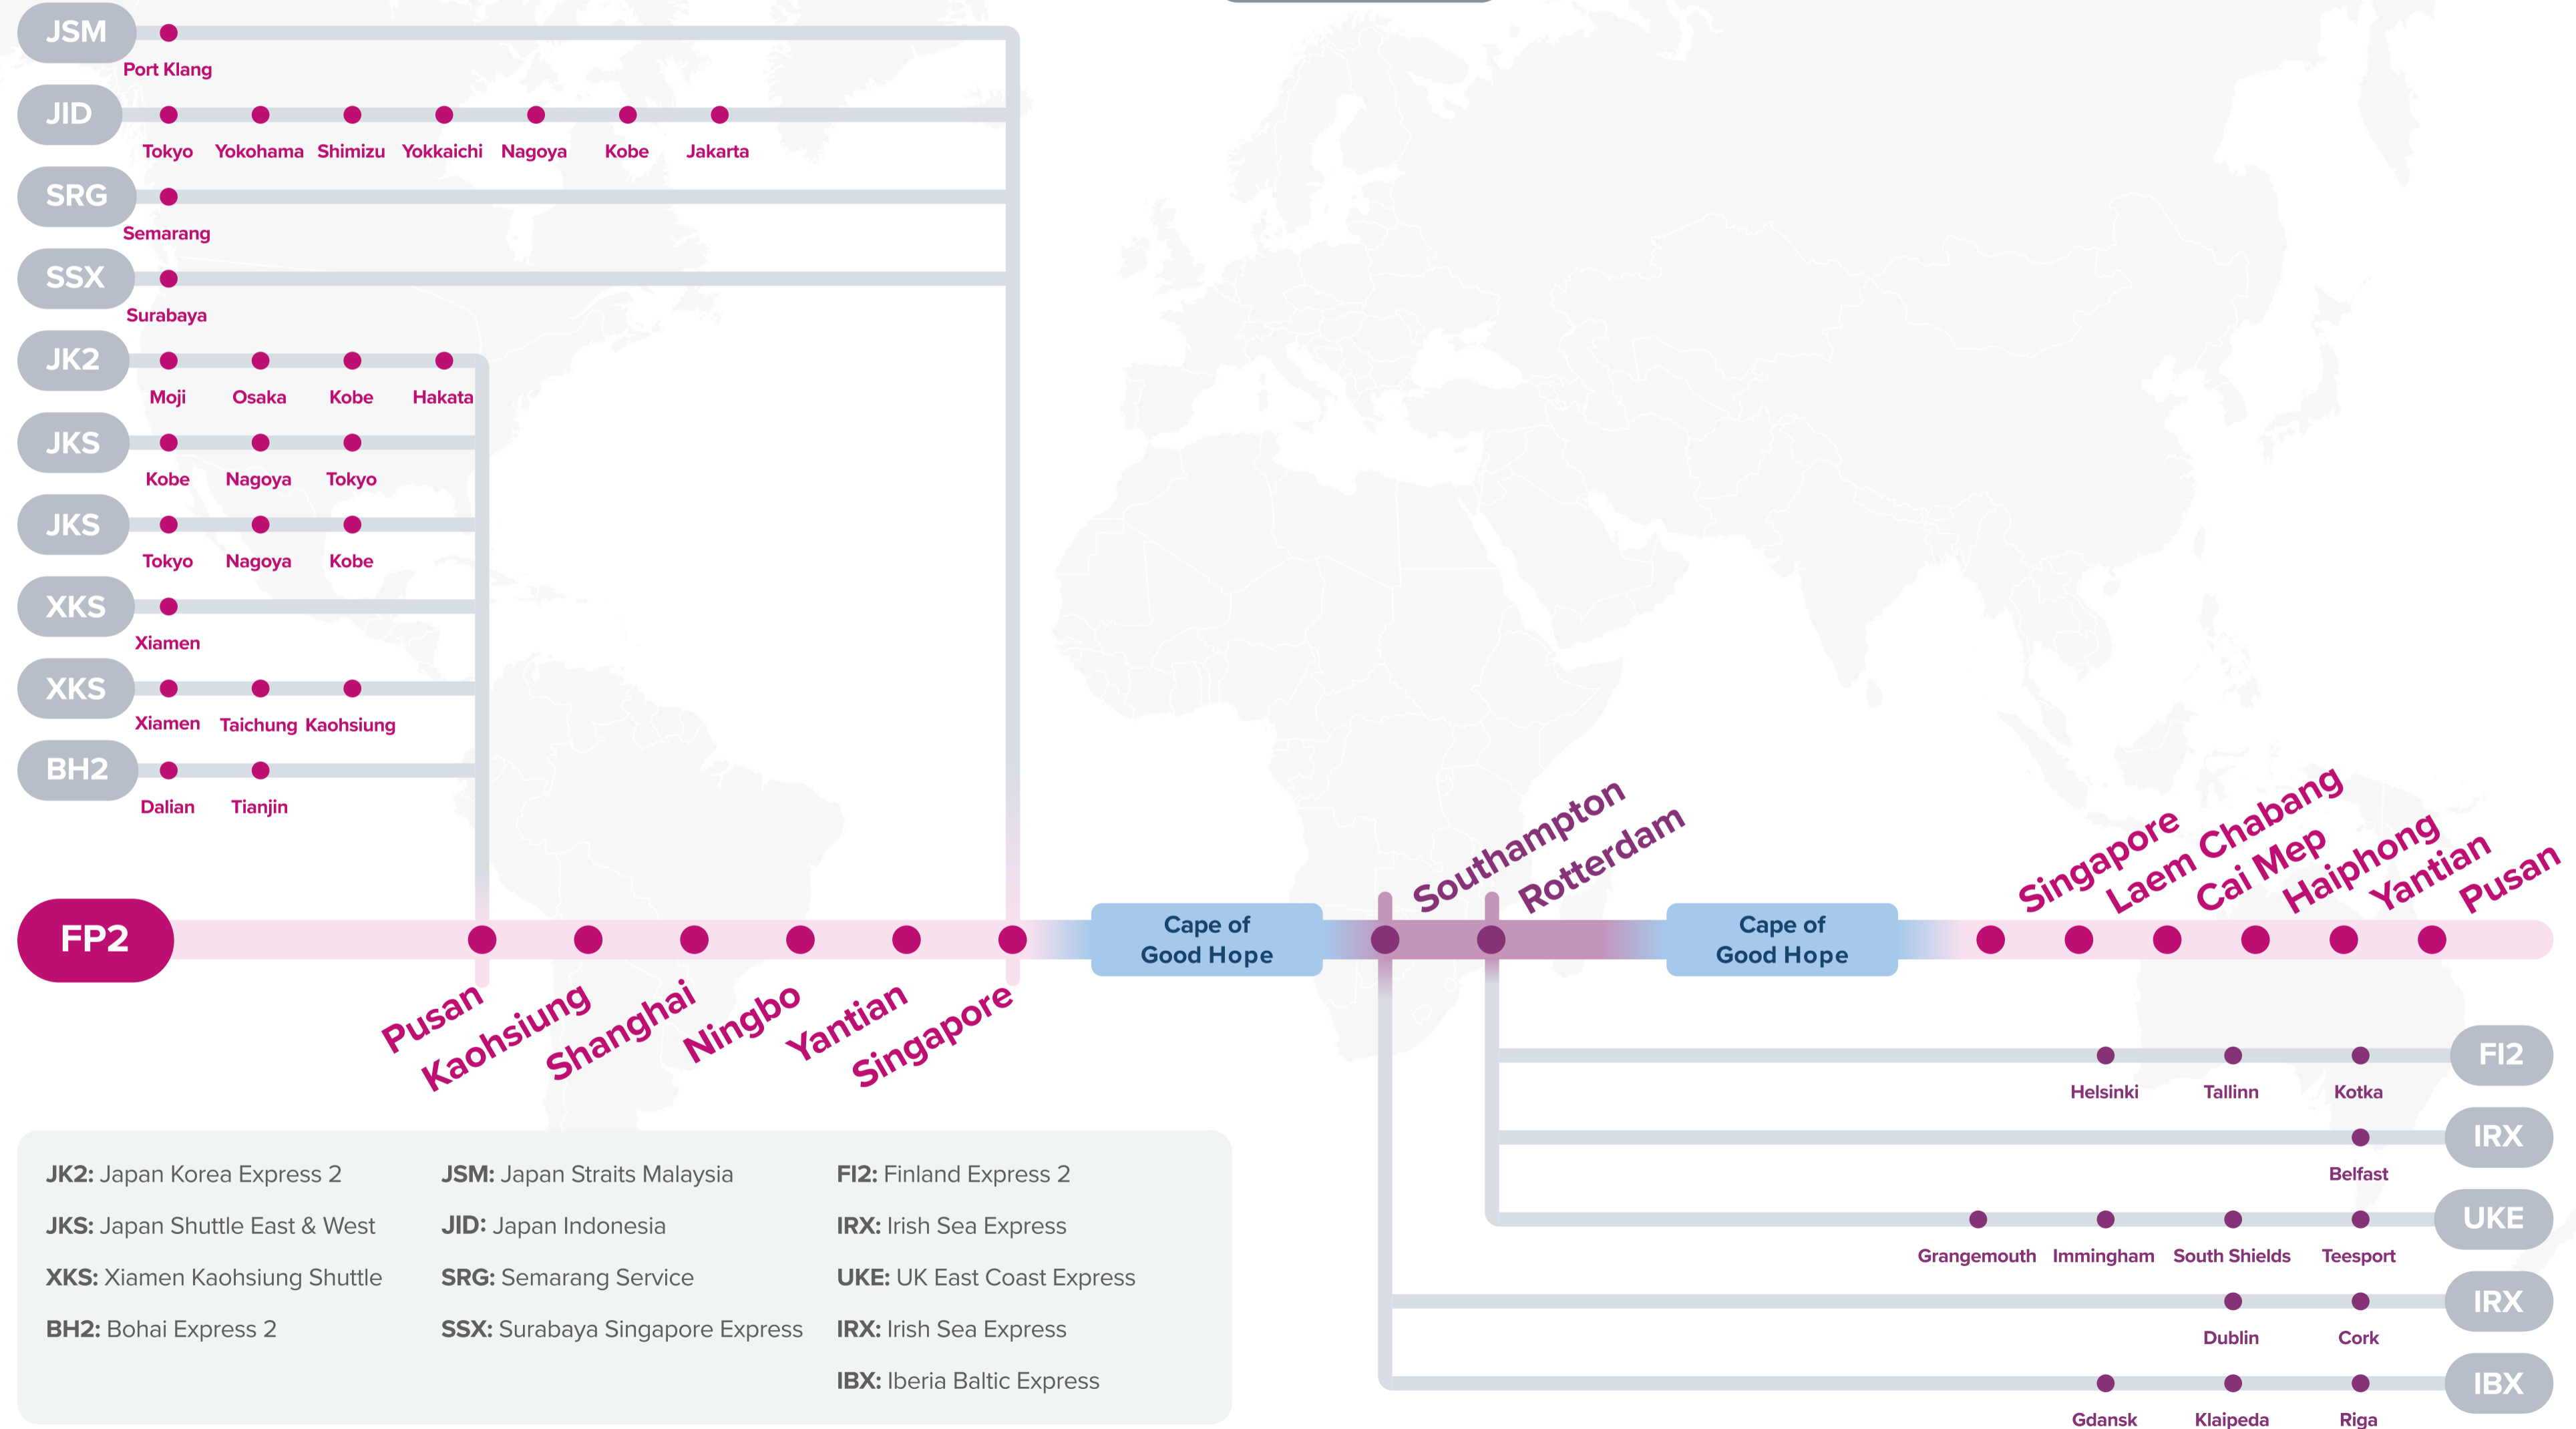 JSM
Port Klang
JID
Tokyo Yokohama Shimizu Yokkaichi Nagoya Kobe Jakarta
SRG
Semarang
SSX
Surabaya
JK2
Moji Osaka Kobe Hakata
JKS
Kobe Nagoya Tokyo
JKS
Tokyo Nagoya Kobe
XKS
Xiamen
XKS
Xiamen Taichung Kaohsiung
BH2
Dalian Tianjin
FP2
Pusan
Kaohsiung
Shanghai
Ningbo
Yantian
Singapore
Cape of
Good Hope
Southampton
Rotterdam
Cape of
Good Hope
Singapore
Laem Chabang
Cai Mep
Haiphong
Yantian
Pusan
FI2
Helsinki Tallinn Kotka
IRX
Belfast
UKE
Grangemouth Immingham South Shields Teesport
IRX
Dublin Cork
IBX
Gdansk Klaipeda Riga
JK2: Japan Korea Express 2
JKS: Japan Shuttle East & West
XKS: Xiamen Kaohsiung Shuttle
BH2: Bohai Express 2
JSM: Japan Straits Malaysia
JID: Japan Indonesia
SRG: Semarang Service
SSX: Surabaya Singapore Express
FI2: Finland Express 2
IRX: Irish Sea Express
UKE: UK East Coast Express
IRX: Irish Sea Express
IBX: Iberia Baltic Express